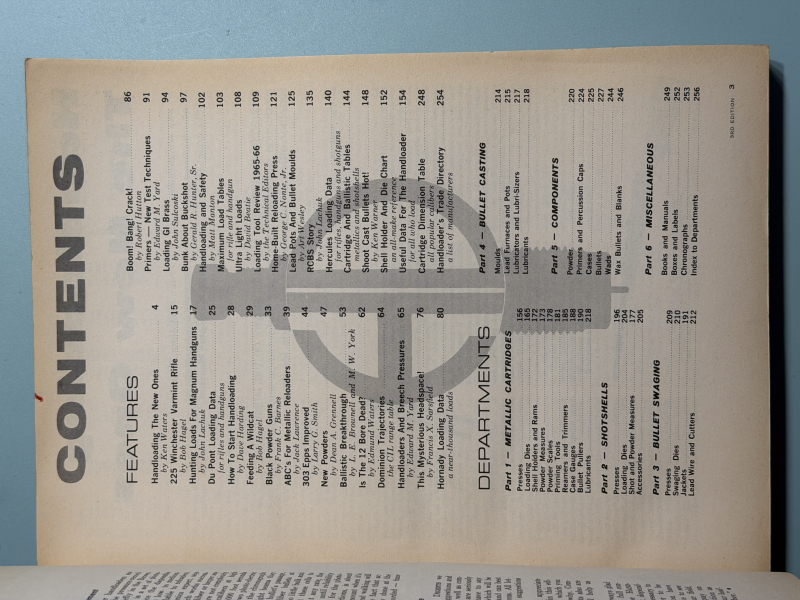 CONTENTS
FEATURES
Handloading The New Ones 4
by Ken Waters
225 Winchester Varmint Rifle 15
by Bob Hagel
Hunting Loads For Magnum Handguns 17
by John Lachuk
Du Pont Loading Data 25
for rifles and handguns
How To Start Handloading 28
by Dave Harding
Feeding A Wildcat 29
by Bob Hagel
Black Powder Guns 33
by Frank C. Barnes
ABC's For Metallic Reloaders 39
by Jack Lawrence
303 Epps Improved 44
by Larry G. Smith
New Powders 47
by Dean A. Grennell
Ballistic Breakthrough 53
by L. E. Brownell and M. W. York
Is The 12 Bore Dead? 62
by Edmund Waters
Dominion Trajectories 64
the CIL range table
Handloaders And Breech Pressures 65
by Edward M. Yard
This Mysterious Headspace! 76
by Francis X. Sarsfield
Hornady Loading Data 80
a near-thousand loads
Boom! Bang! Crack! 86
by Robert Hutton
Primers — New Test Techniques 91
by Edward M. Yard
Loading GI Brass 94
by John
Bunk About Buckshot 97
by Gerald R. Hunter, Sr.
Handloading and Safety 102
by Matt Hanton
Maximum Load Tables 103
for rifle and handgun
Ultra Light Loads 108
by David Beatie
Loading Tool Review 1965-66 109
by the Technical Editors
Home-Built Reloading Press 121
by George C. Nonte, Jr.
Lead Pots And Bullet Moulds 125
by Art Wesley
RCBS Story 135
by John Lachuk
Hercules Loading Data 140
for rifles, handguns and shotguns
Cartridge And Ballistic Tables 144
metallics and shotshells
Shoot Cast Bullets Hot! 148
by Ken Warner
Shell Holder And Die Chart 152
an exclusive reference
Useful Data For The Handloader 154
for all who load
Cartridge Dimension Table 248
all popular calibers
Handloader's Trade Directory 254
a list of manufacturers
DEPARTMENTS
Part 1 — METALLIC CARTRIDGES
Presses 156
Loading Dies 165
Shell Holders and Rams 172
Powder Measures 173
Powder Scales 178
Priming Tools 181
Reamers and Trimmers 185
Case Gauges 188
Bullet Pullers 190
Lubricants 218
Part 2 — SHOTSHELLS
Presses 196
Loading Dies 204
Shot and Powder Measures 177
Accessories 205
Part 3 — BULLET SWAGING
Presses 209
Swaging Dies 210
Jackets 191
Lead Wire and Cutters 212
Part 4 — BULLET CASTING
Moulds 214
Lead Furnaces and Pots 215
Lubricators and Lubri-Sizers 217
Lubricants 218
Part 5 — COMPONENTS
Powder 220
Primers and Percussion Caps 224
Cases 225
Bullets 227
Wads 244
Wax Bullets and Blanks 246
Part 6 — MISCELLANEOUS
Books and Manuals 249
Boxes and Labels 252
Chronographs 253
Index to Departments 256
3RD EDITION 3